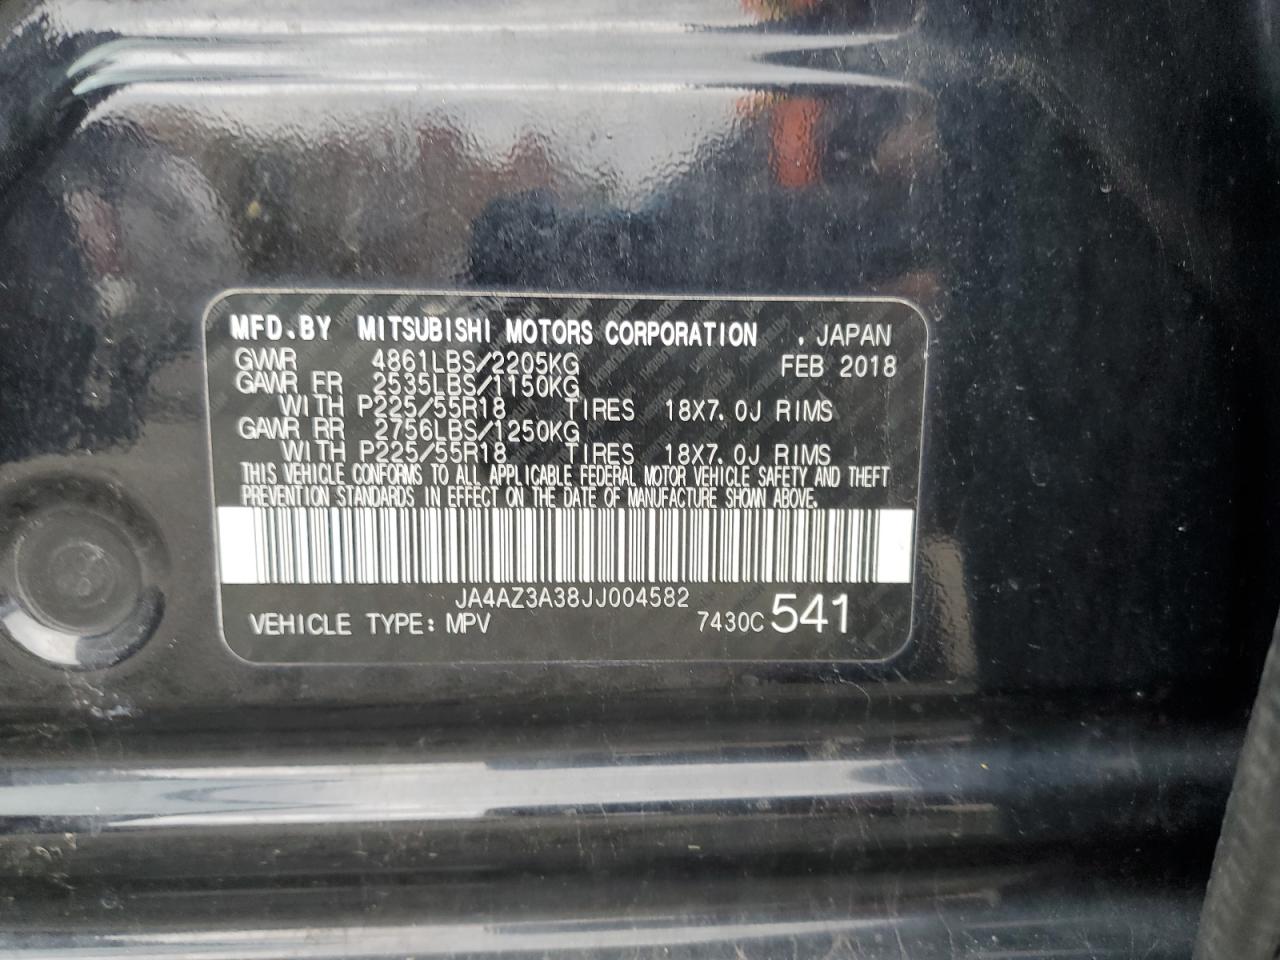 MFD.BY MITSUBISHI MOTORS CORPORATION , JAPAN
GVWR 4861LBS/2205KG FEB 2018
GAWR FR 2535LBS/1150KG
WITH P225/55R18 TIRES 18X7.0J RIMS
GAWR RR 2756LBS/1250KG
WITH P225/55R18 TIRES 18X7.0J RIMS
THIS VEHICLE CONFORMS TO ALL APPLICABLE FEDERAL MOTOR VEHICLE SAFETY AND THEFT
PREVENTION STANDARDS IN EFFECT ON THE DATE OF MANUFACTURE SHOWN ABOVE.
JA4AZ3A38JJ004582
VEHICLE TYPE: MPV 7430C 541